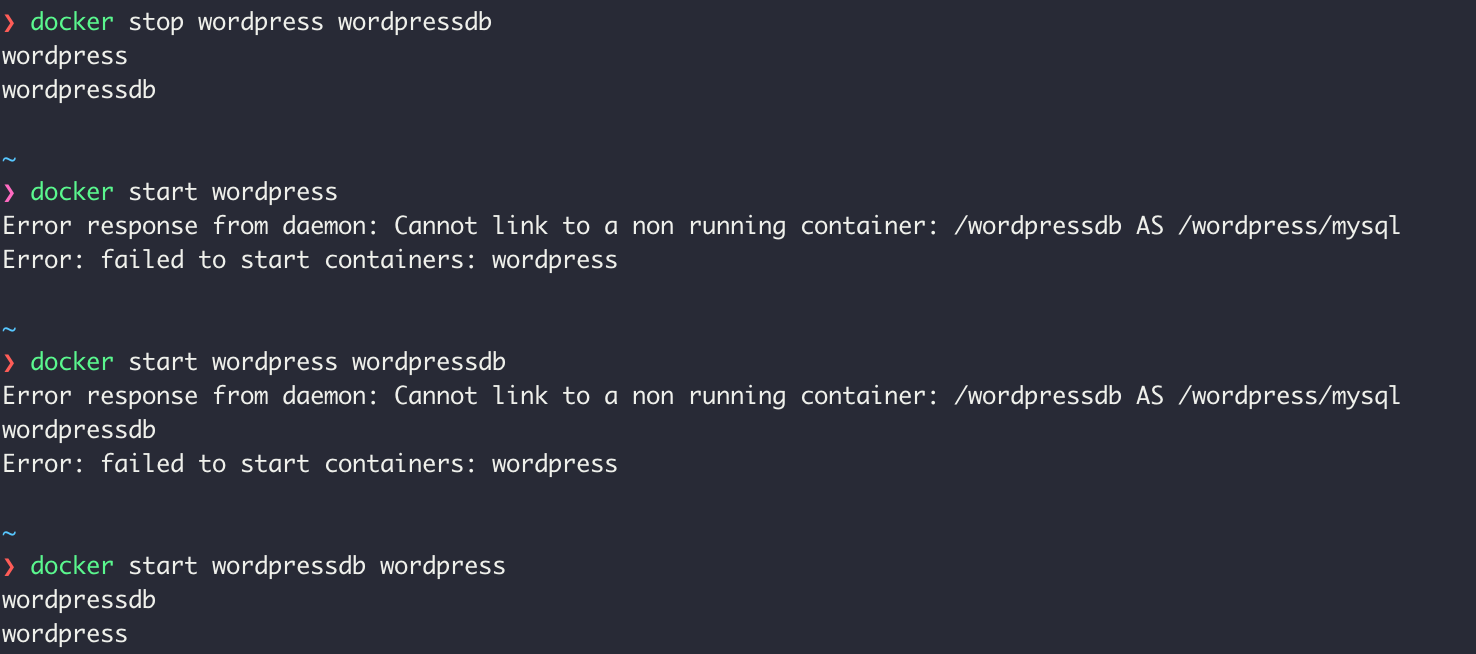 ❯ docker stop wordpress wordpressdb
wordpress
wordpressdb
~
❯ docker start wordpress
Error response from daemon: Cannot link to a non running container: /wordpressdb AS /wordpress/mysql
Error: failed to start containers: wordpress
~
❯ docker start wordpress wordpressdb
Error response from daemon: Cannot link to a non running container: /wordpressdb AS /wordpress/mysql
wordpressdb
Error: failed to start containers: wordpress
~
❯ docker start wordpressdb wordpress
wordpressdb
wordpress